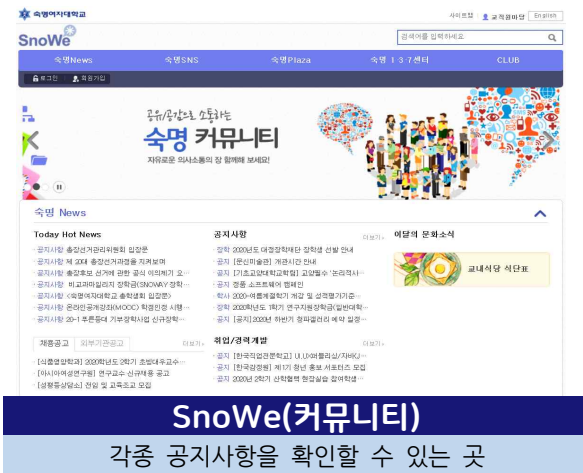 숙명여자대학교
사이트맵 교직원마당 English
SnoWe
검색어를 입력하세요
숙명News 숙명SNS 숙명Plaza 숙명 1 3 7센터 CLUB
로그인 회원가입
공유/공감으로 소통하는
숙명 커뮤니티
자유로운 의사소통의 장 함께해 보세요!
숙명 News
Today Hot News
공지사항 총장선거관리위원회 입장문
공지사항 제 20대 총장선거과정을 지켜보며
공지사항 총장후보 선거에 관한 공식 이의제기 오…
공지사항 비교과마일리지 장학금(SNOWAY 장학…
공지사항 <숙명여자대학교 총학생회 입장문>
공지사항 온라인공개강좌(MOOC) 학점인정 시행…
공지사항 20-1 푸른등대 기부장학사업 신규장학…
공지사항 더보기
장학 2020년도 대정장학재단 장학생 선발 안내
공지 [문신미술관] 개관시간 안내
공지 [기초교양대학교학팀] 교양필수 '논리적사…
공지 정품 소프트웨어 캠페인
학사 2020-여름계절학기 개강 및 성적평가기준…
장학 2020학년도 1학기 연구지원장학금(일반대학…
공지 [공지]2020년 하반기 청파갤러리 예약 일정…
이달의 문화소식
교내식당 식단표
채용공고 외부기관공고 더보기
[식품영양학과] 2020학년도 2학기 초빙대우교수…
[아시아여성연구원] 연구교수 신규채용 공고
[성평등상담소] 전임 및 교육조교 모집
취업/경력개발 더보기
공지 [한국직업전문학교] UI,UX퍼블리싱/자바(J…
공지 [한국감정원] 제1기 청년 홍보 서포터즈 모집
공지 2020년 2학기 산학협력 현장실습 참여학생…
SnoWe(커뮤니티)
각종 공지사항을 확인할 수 있는 곳